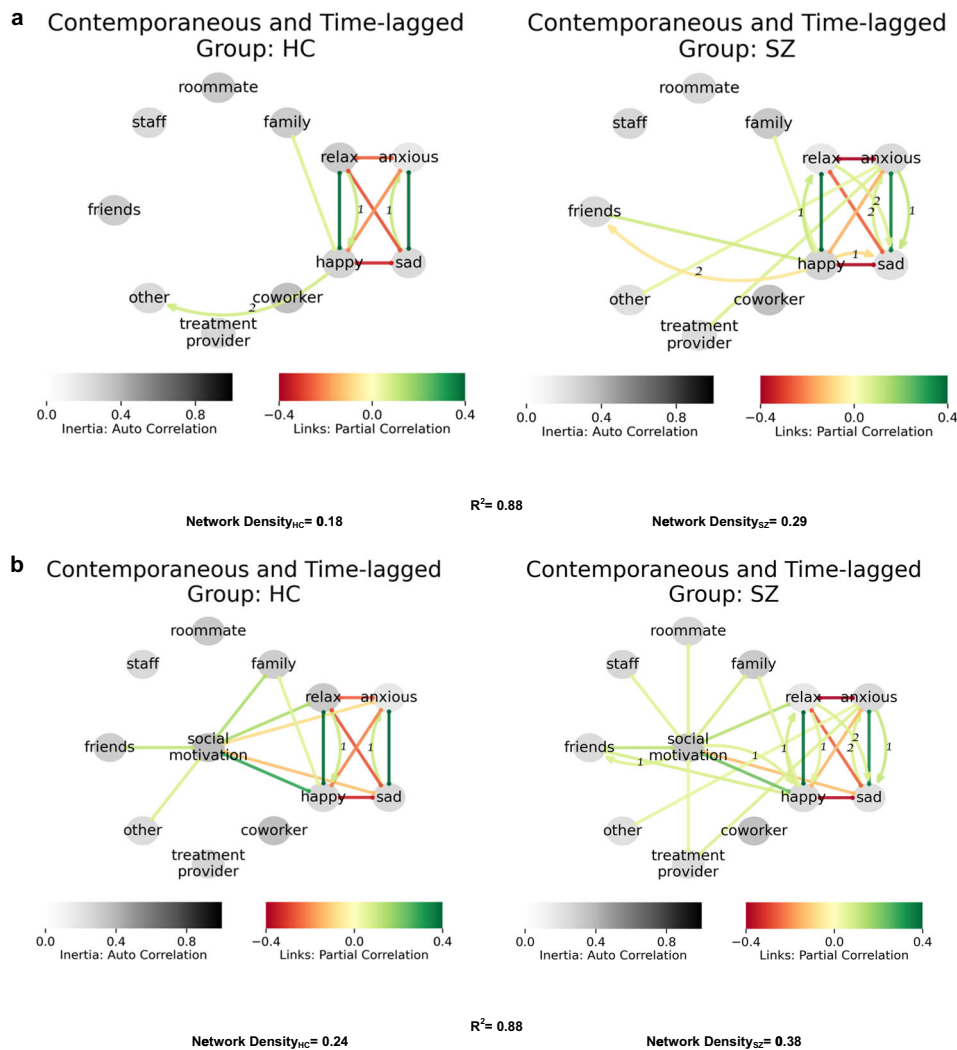 a
Contemporaneous and Time-lagged
Group: HC
roommate
staff
family
relax
anxious
friends
1
1
happy
sad
other
2
coworker
treatment
provider
0.0
0.4
0.8
Inertia: Auto Correlation
−0.4
0.0
0.4
Links: Partial Correlation
Contemporaneous and Time-lagged
Group: SZ
roommate
staff
family
relax
anxious
friends
1
2
2
1
happy
1
sad
2
other
coworker
treatment
provider
0.0
0.4
0.8
Inertia: Auto Correlation
−0.4
0.0
0.4
Links: Partial Correlation
R²= 0.88
Network DensityHC= 0.18
Network DensitySZ= 0.29
b
Contemporaneous and Time-lagged
Group: HC
roommate
staff
family
relax
anxious
friends
social
motivation
1
1
happy
sad
other
coworker
treatment
provider
0.0
0.4
0.8
Inertia: Auto Correlation
−0.4
0.0
0.4
Links: Partial Correlation
Contemporaneous and Time-lagged
Group: SZ
roommate
staff
family
relax
anxious
friends
social
motivation
1
1
1
1
2
2
1
happy
sad
other
coworker
treatment
provider
0.0
0.4
0.8
Inertia: Auto Correlation
−0.4
0.0
0.4
Links: Partial Correlation
R²= 0.88
Network DensityHC= 0.24
Network DensitySZ= 0.38